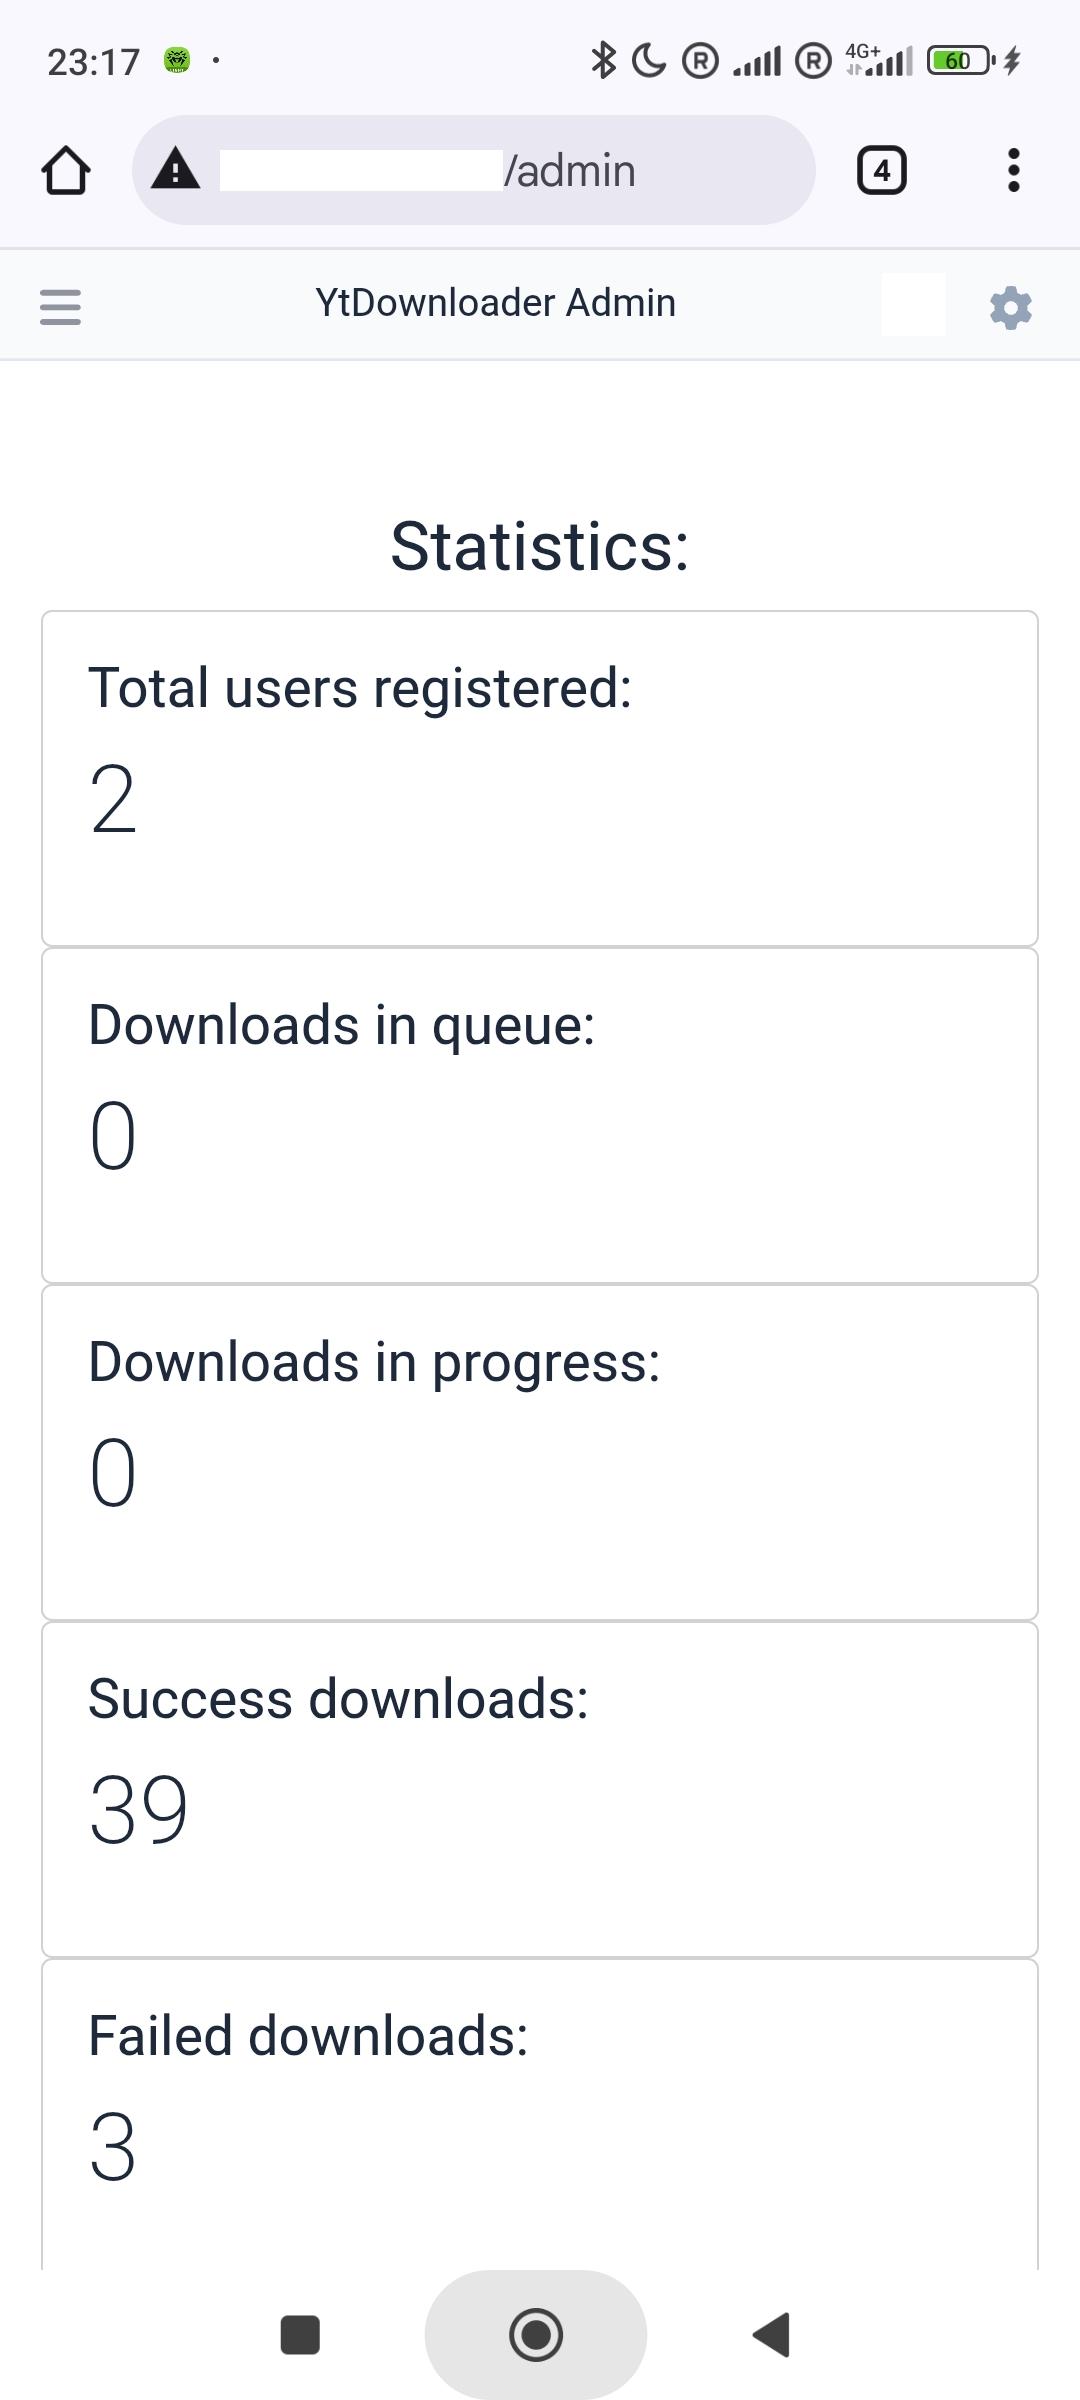 23:17
R
R
4G+
60
/admin
4
YtDownloader Admin
Statistics:
Total users registered:
2
Downloads in queue:
0
Downloads in progress:
0
Success downloads:
39
Failed downloads:
3